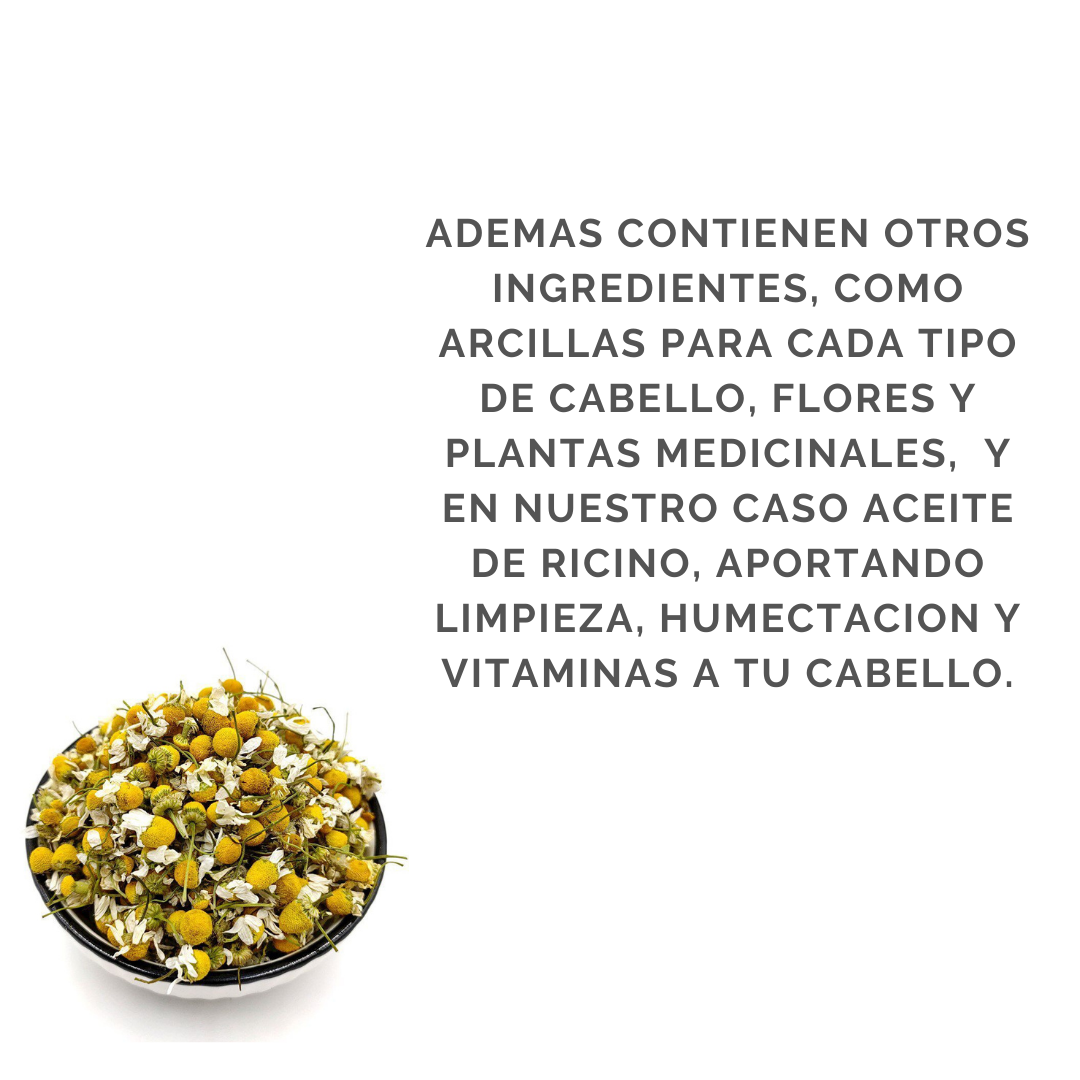 ADEMAS CONTIENEN OTROS
INGREDIENTES, COMO
ARCILLAS PARA CADA TIPO
DE CABELLO, FLORES Y
PLANTAS MEDICINALES,  Y
EN NUESTRO CASO ACEITE
DE RICINO, APORTANDO
LIMPIEZA, HUMECTACION Y
VITAMINAS A TU CABELLO.